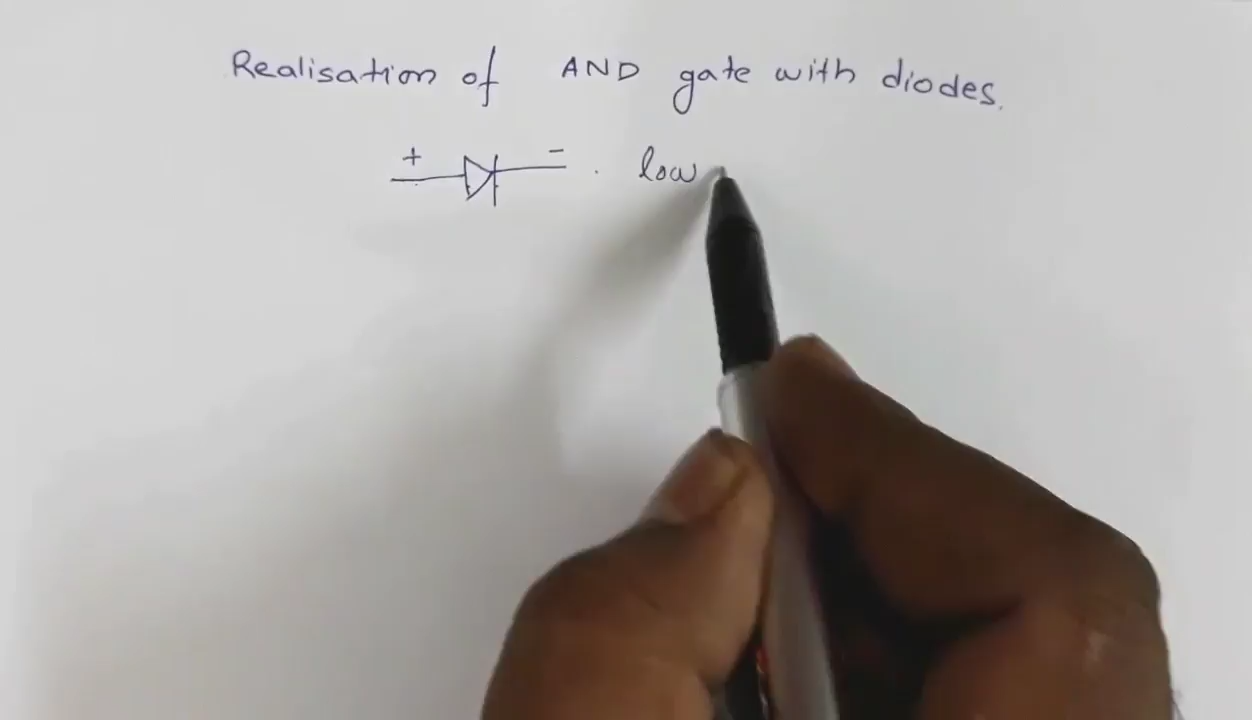 Realisation of AND gate with diodes.
+ - . low